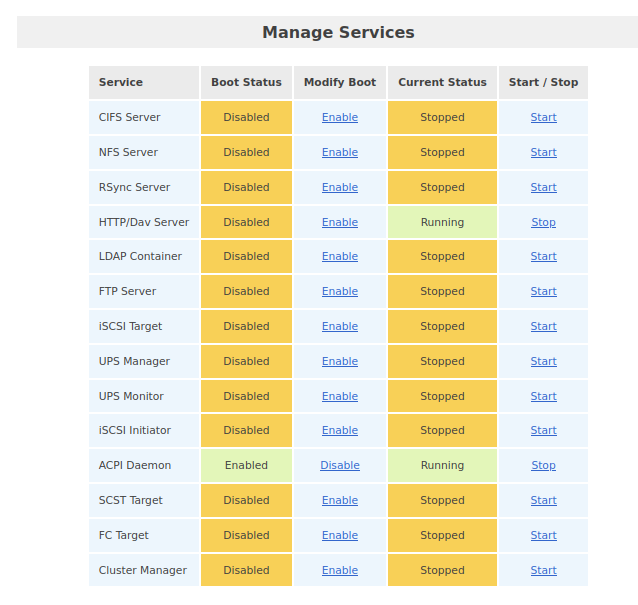 Manage Services
Service Boot Status Modify Boot Current Status Start / Stop
CIFS Server Disabled Enable Stopped Start
NFS Server Disabled Enable Stopped Start
RSync Server Disabled Enable Stopped Start
HTTP/Dav Server Disabled Enable Running Stop
LDAP Container Disabled Enable Stopped Start
FTP Server Disabled Enable Stopped Start
iSCSI Target Disabled Enable Stopped Start
UPS Manager Disabled Enable Stopped Start
UPS Monitor Disabled Enable Stopped Start
iSCSI Initiator Disabled Enable Stopped Start
ACPI Daemon Enabled Disable Running Stop
SCST Target Disabled Enable Stopped Start
FC Target Disabled Enable Stopped Start
Cluster Manager Disabled Enable Stopped Start